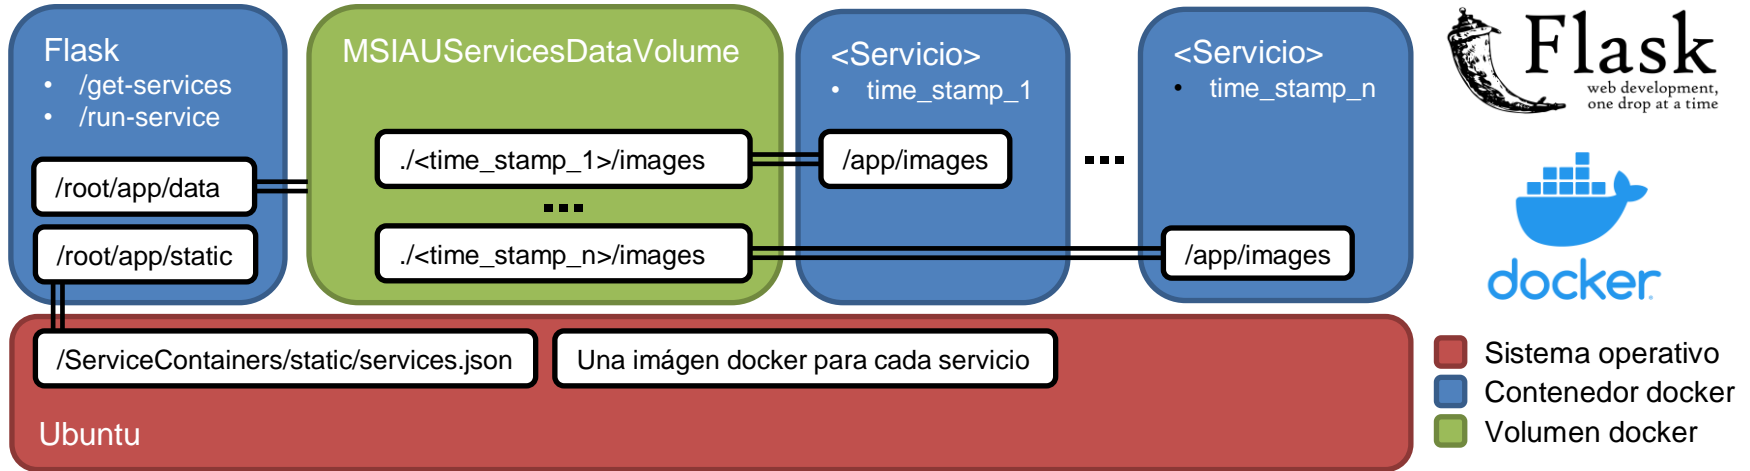 Flask
• /get-services
• /run-service
/root/app/data
/root/app/static
MSIAUServicesDataVolume
./<time_stamp_1>/images
...
./<time_stamp_n>/images
<Servicio>
• time_stamp_1
/app/images
...
<Servicio>
• time_stamp_n
/app/images
/ServiceContainers/static/services.json
Una imágen docker para cada servicio
Ubuntu
Flask
web development,
one drop at a time
docker
Sistema operativo
Contenedor docker
Volumen docker